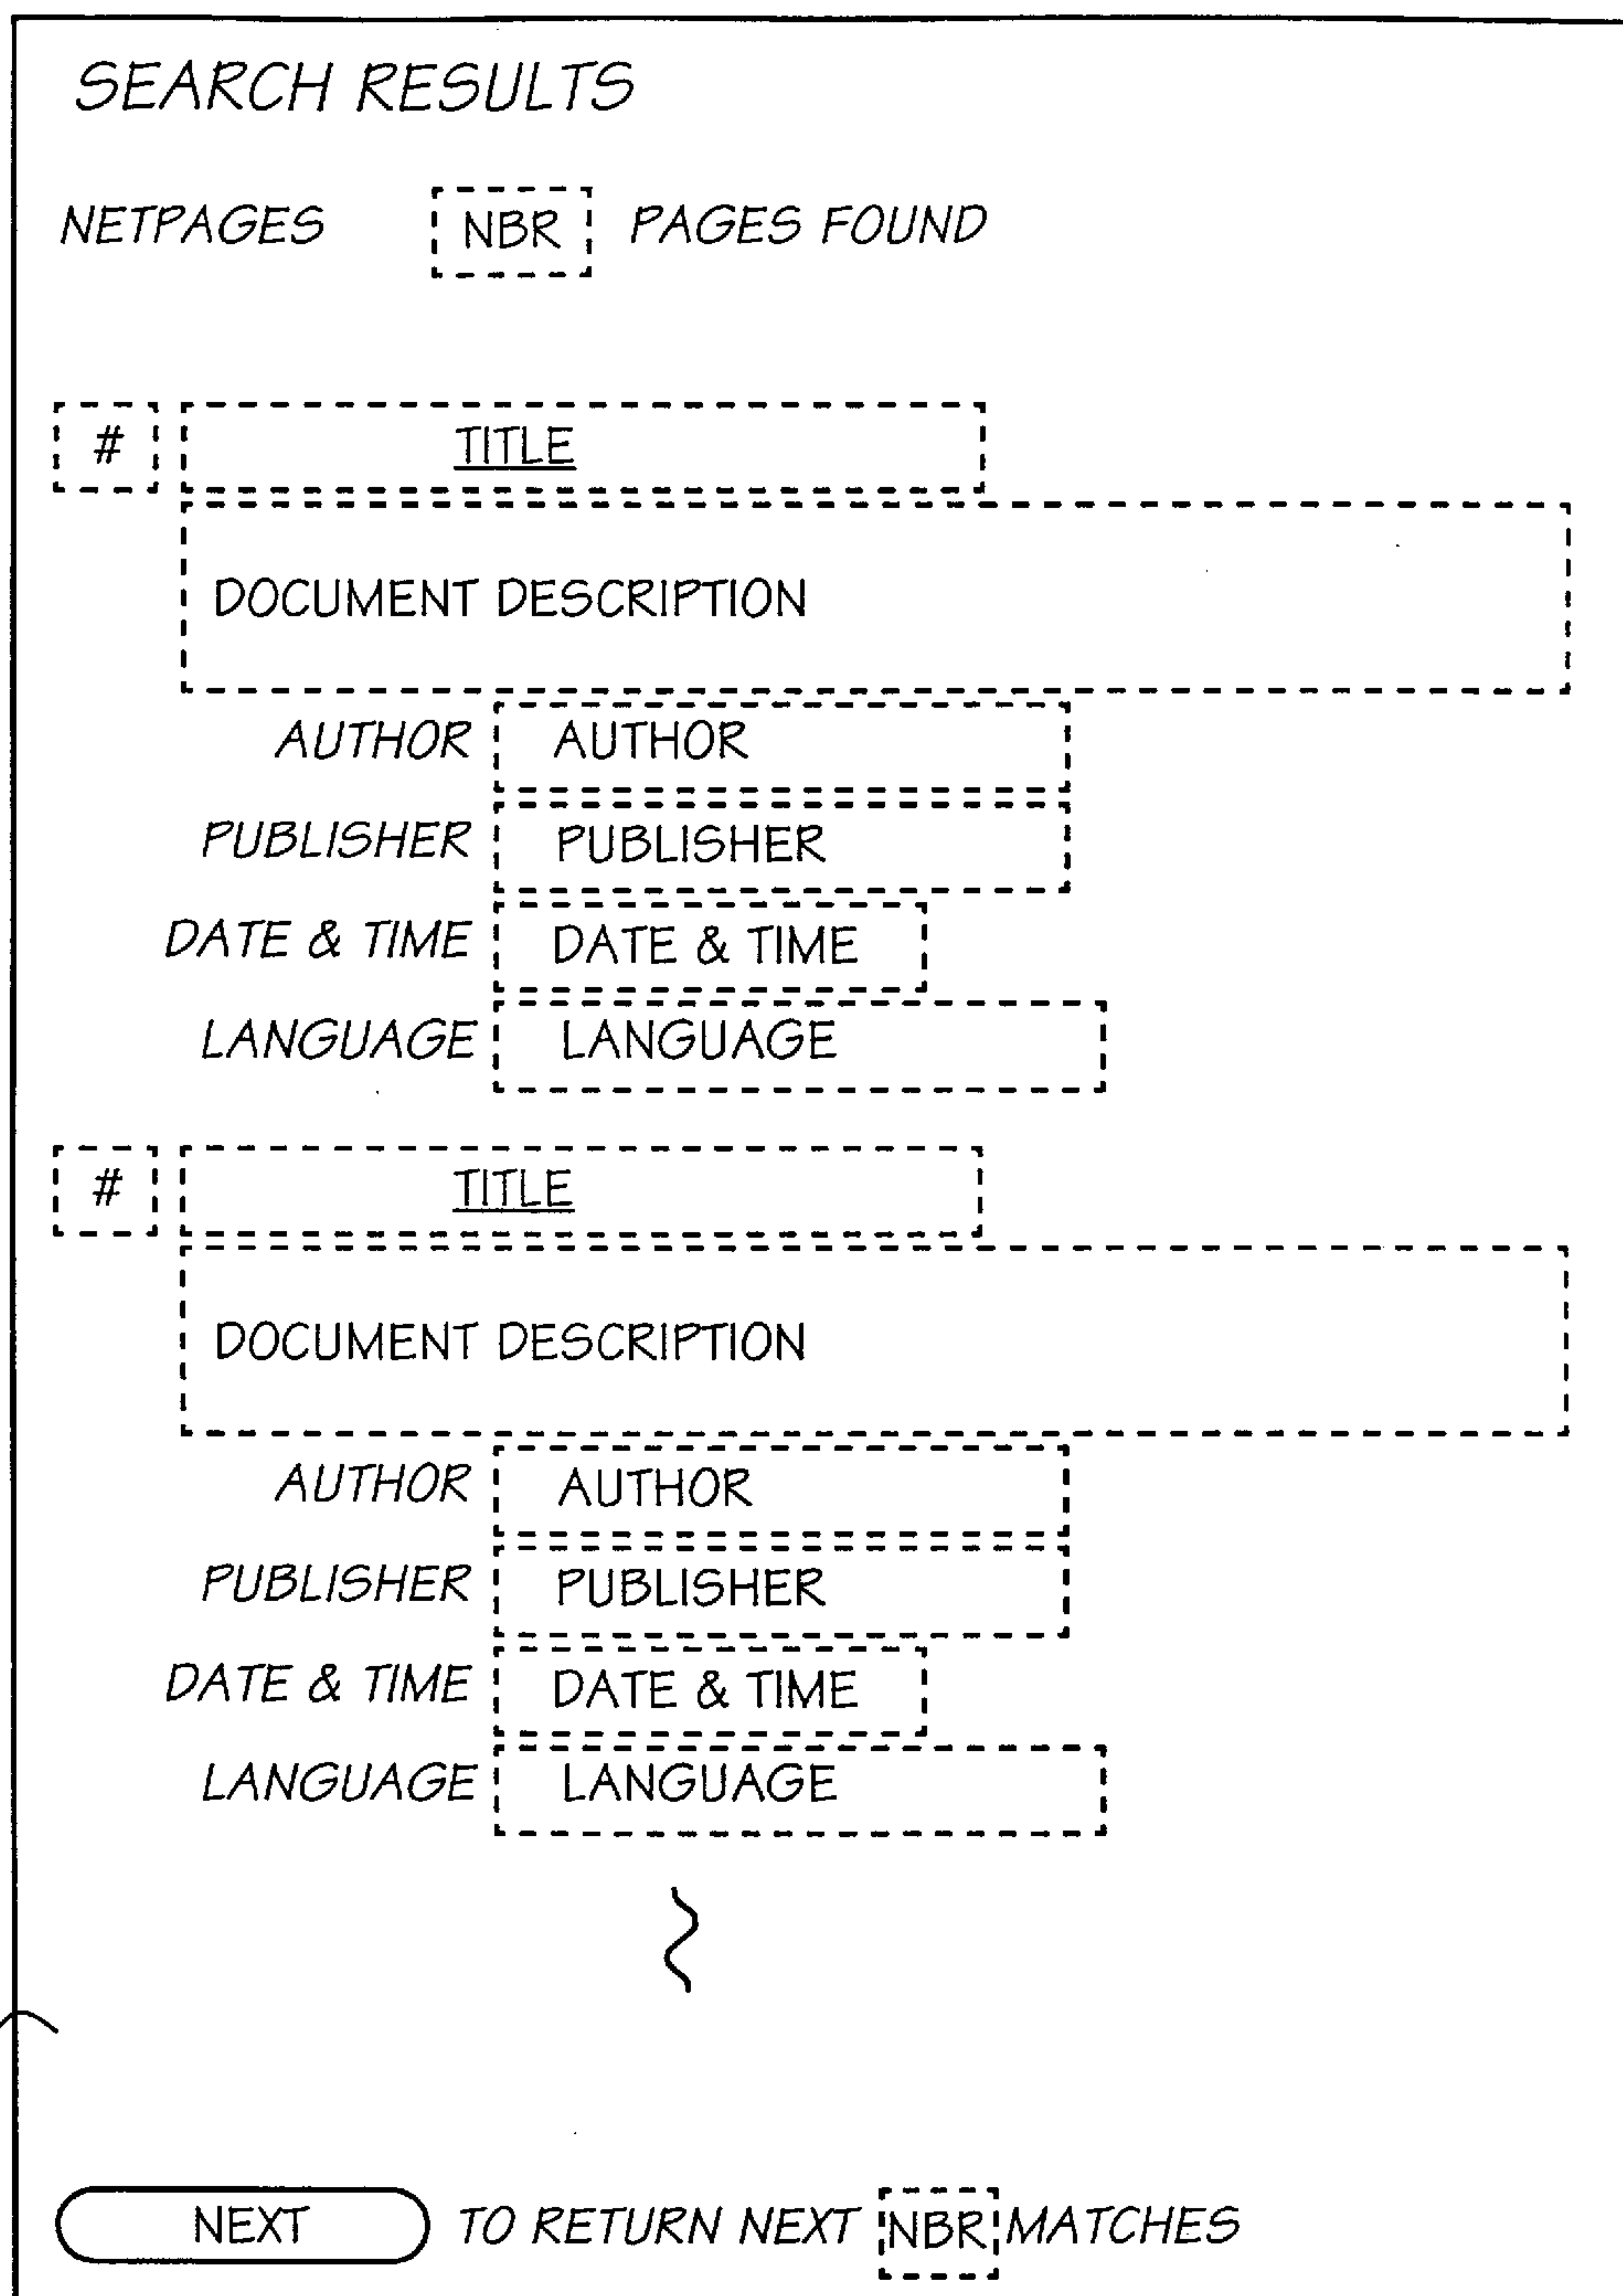 SEARCH RESULTS
NETPAGES NBR PAGES FOUND
# TITLE
DOCUMENT DESCRIPTION
AUTHOR AUTHOR
PUBLISHER PUBLISHER
DATE & TIME DATE & TIME
LANGUAGE LANGUAGE
# TITLE
DOCUMENT DESCRIPTION
AUTHOR AUTHOR
PUBLISHER PUBLISHER
DATE & TIME DATE & TIME
LANGUAGE LANGUAGE
NEXT TO RETURN NEXT NBR MATCHES